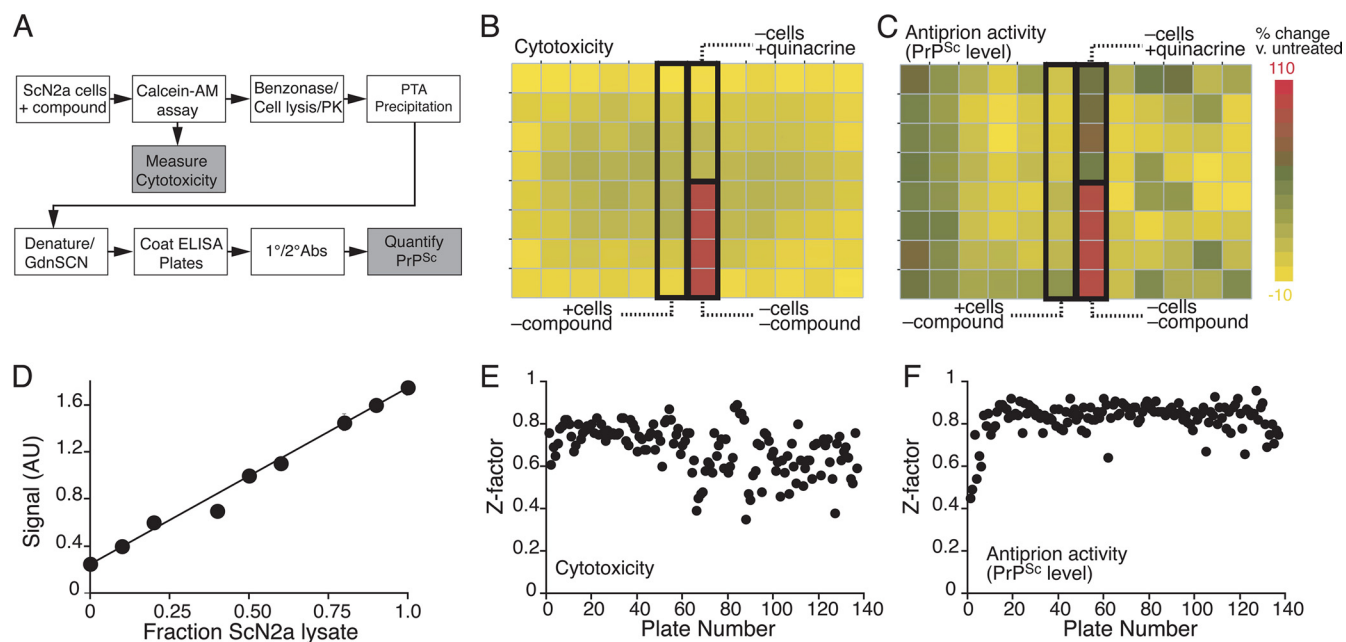 A
ScN2a cells
+ compound
Calcein-AM
assay
Benzonase/
Cell lysis/PK
PTA
Precipitation
Measure
Cytotoxicity
Denature/
GdnSCN
Coat ELISA
Plates
1°/2°Abs
Quantify
PrPSc
B
Cytotoxicity
–cells
+quinacrine
+cells
–compound
–cells
–compound
C
Antiprion activity
(PrPSc level)
–cells
+quinacrine
% change
v. untreated
110
-10
+cells
–compound
–cells
–compound
D
Signal (AU)
1.6
1.2
0.8
0.4
0
0
0.25
0.50
0.75
1.0
Fraction ScN2a lysate
E
Z-factor
1
0.8
0.6
0.4
0.2
0
Cytotoxicity
0 20 40 60 80 100 120 140
Plate Number
F
Z-factor
1
0.8
0.6
0.4
0.2
0
Antiprion activity
(PrPSc level)
0 20 40 60 80 100 120 140
Plate Number